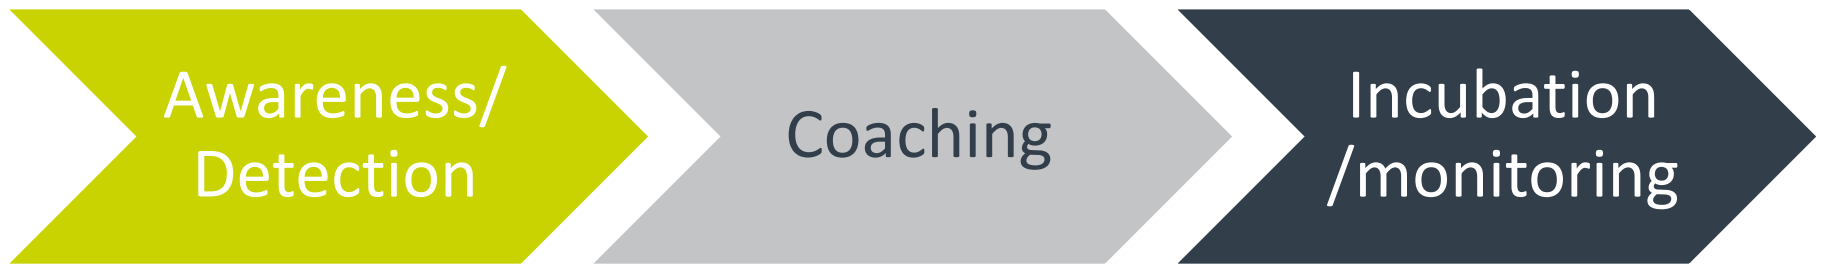 Awareness/
Detection
Coaching
Incubation
/monitoring